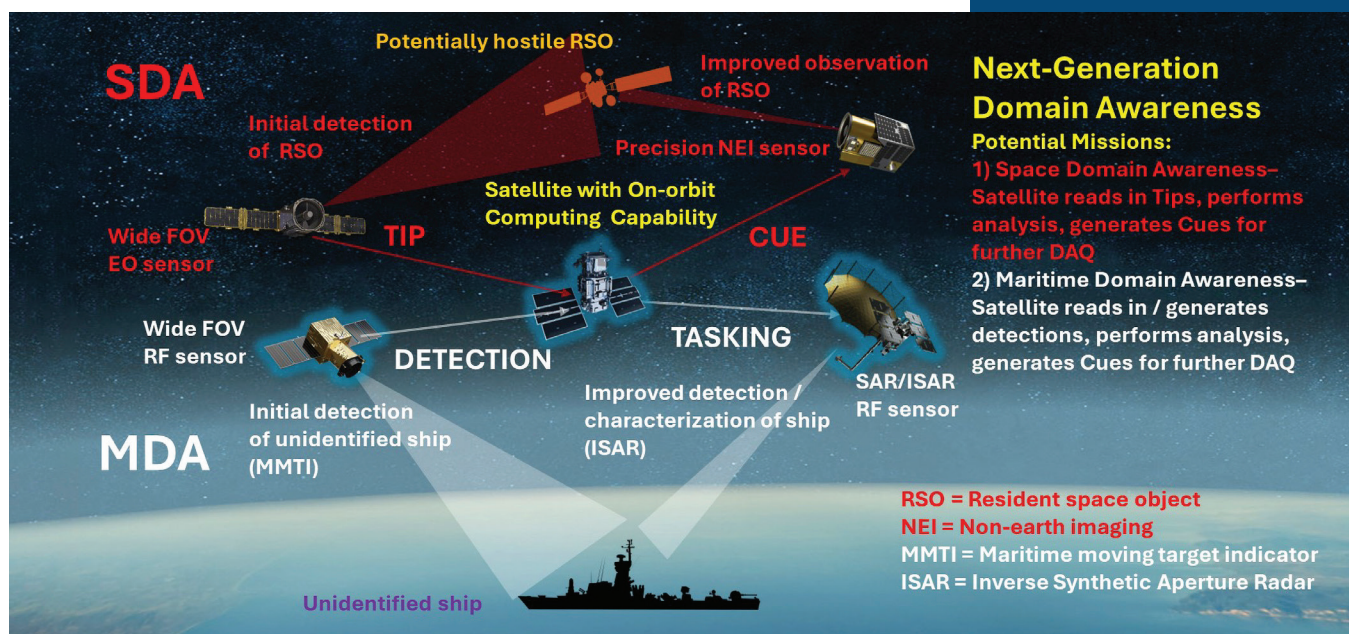 SDA
Potentially hostile RSO
Improved observation
of RSO
Initial detection
of RSO
Precision NEI sensor
Satellite with On-orbit
Computing Capability
Wide FOV
EO sensor
TIP
CUE
Wide FOV
RF sensor
DETECTION
TASKING
SAR/ISAR
RF sensor
Initial detection
of unidentified ship
(MMTI)
Improved detection /
characterization of ship
(ISAR)
MDA
Unidentified ship
Next-Generation
Domain Awareness
Potential Missions:
1) Space Domain Awareness–
Satellite reads in Tips, performs
analysis, generates Cues for
further DAQ
2) Maritime Domain Awareness–
Satellite reads in / generates
detections, performs analysis,
generates Cues for further DAQ
RSO = Resident space object
NEI = Non-earth imaging
MMTI = Maritime moving target indicator
ISAR = Inverse Synthetic Aperture Radar